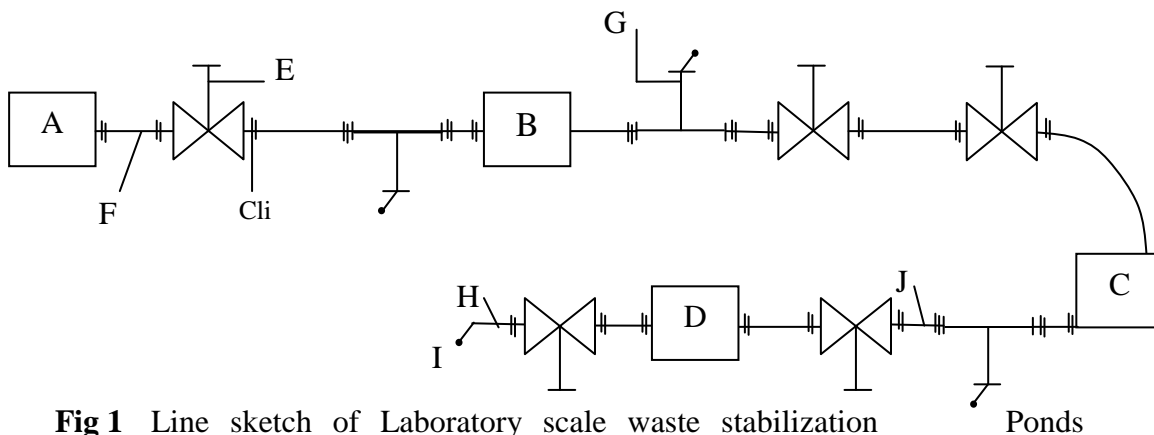 G
E
A
B
F
Cli
C
J
H
D
I
Fig 1 Line sketch of Laboratory scale waste stabilization Ponds